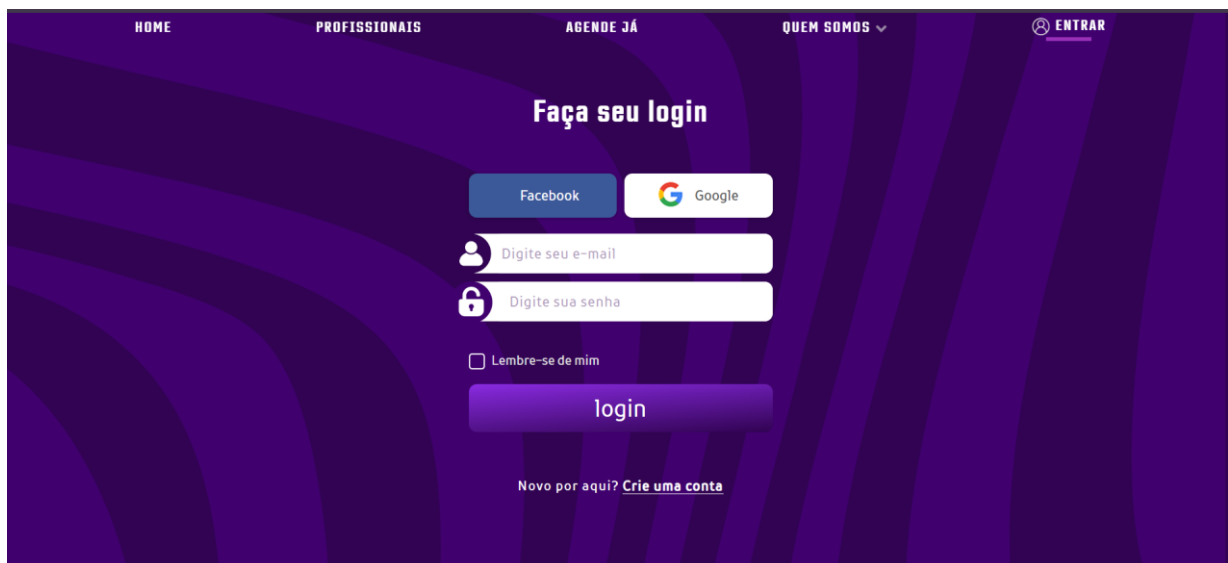 HOME PROFISSIONAIS AGENDE JÁ QUEM SOMOS ENTRAR
Faça seu login
Facebook Google
Digite seu e-mail
Digite sua senha
Lembre-se de mim
login
Novo por aqui? Crie uma conta